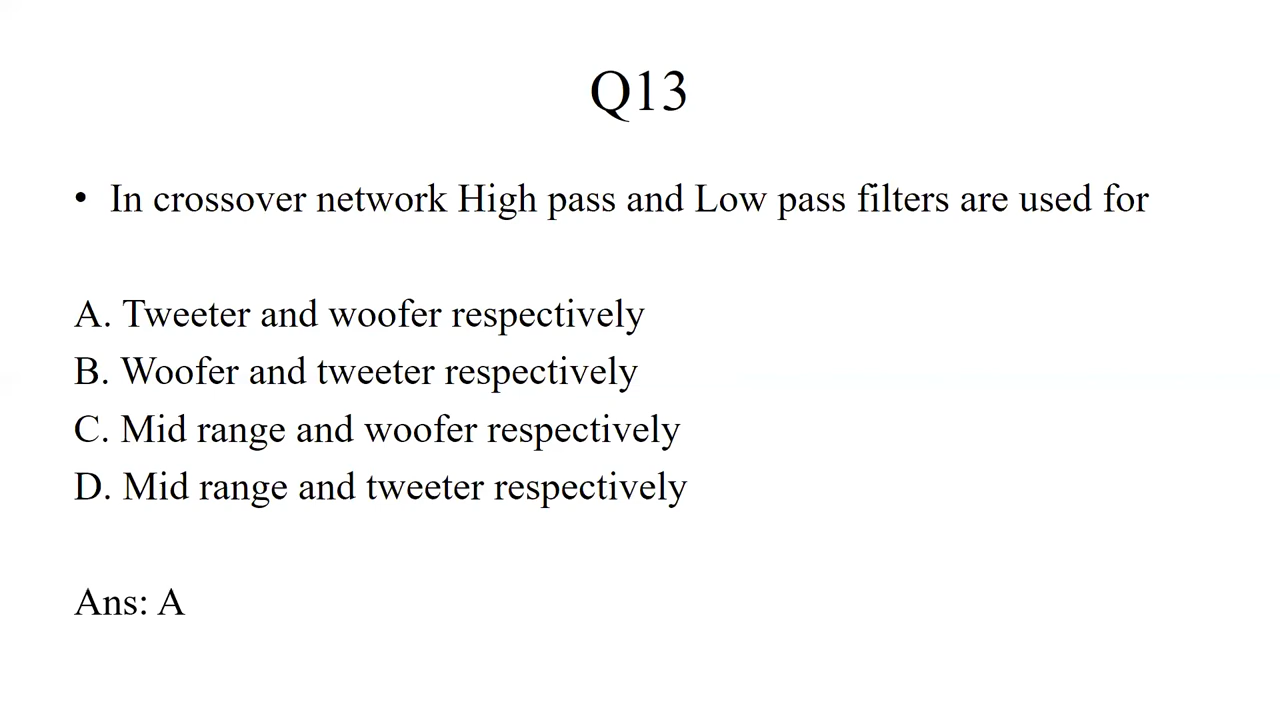 Q13
• In crossover network High pass and Low pass filters are used for
A. Tweeter and woofer respectively
B. Woofer and tweeter respectively
C. Mid range and woofer respectively
D. Mid range and tweeter respectively
Ans: A